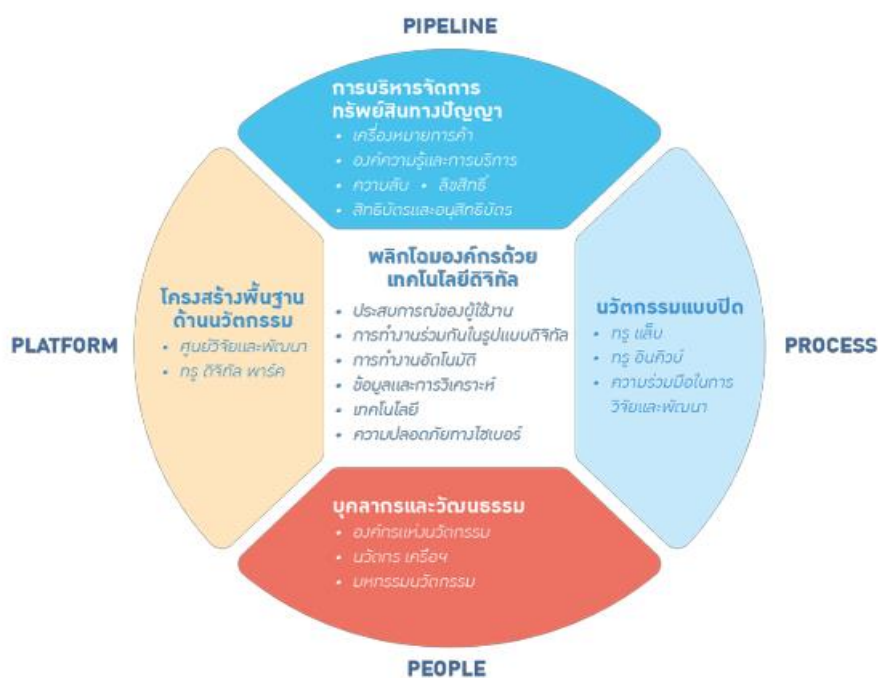 PIPELINE
การบริหารจัดการ
ทรัพย์สินทางปัญญา
• เครื่องหมายการค้า
• องค์ความรู้และการบริการ
• ความลับ • ลิขสิทธิ์
• สิทธิบัตรและอนุสิทธิบัตร
PLATFORM
โครงสร้างพื้นฐาน
ด้านนวัตกรรม
• ศูนย์วิจัยและพัฒนา
• ทรู ดิจิทัล พาร์ค
พลิกโฉมองค์กรด้วย
เทคโนโลยีดิจิทัล
• ประสบการณ์ของผู้ใช้งาน
• การทำงานร่วมกันในรูปแบบดิจิทัล
• การทำงานอัตโนมัติ
• ข้อมูลและการวิเคราะห์
• เทคโนโลยี
• ความปลอดภัยทางไซเบอร์
นวัตกรรมแบบปิด
• ทรู แล็บ
• ทรู อินคิวบ์
• ความร่วมมือในการ
วิจัยและพัฒนา
PROCESS
บุคลากรและวัฒนธรรม
• องค์กรแห่งนวัตกรรม
• นวัตกร เครือฯ
• มหกรรมนวัตกรรม
PEOPLE